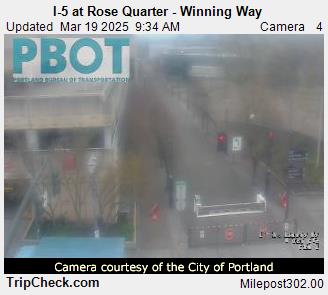 I-5 at Rose Quarter - Winning Way
Updated Mar 19 2025 9:34 AM Camera 4
PBOT
PORTLAND BUREAU OF TRANSPORTATION
Camera courtesy of the City of Portland
TripCheck.com Milepost302.00